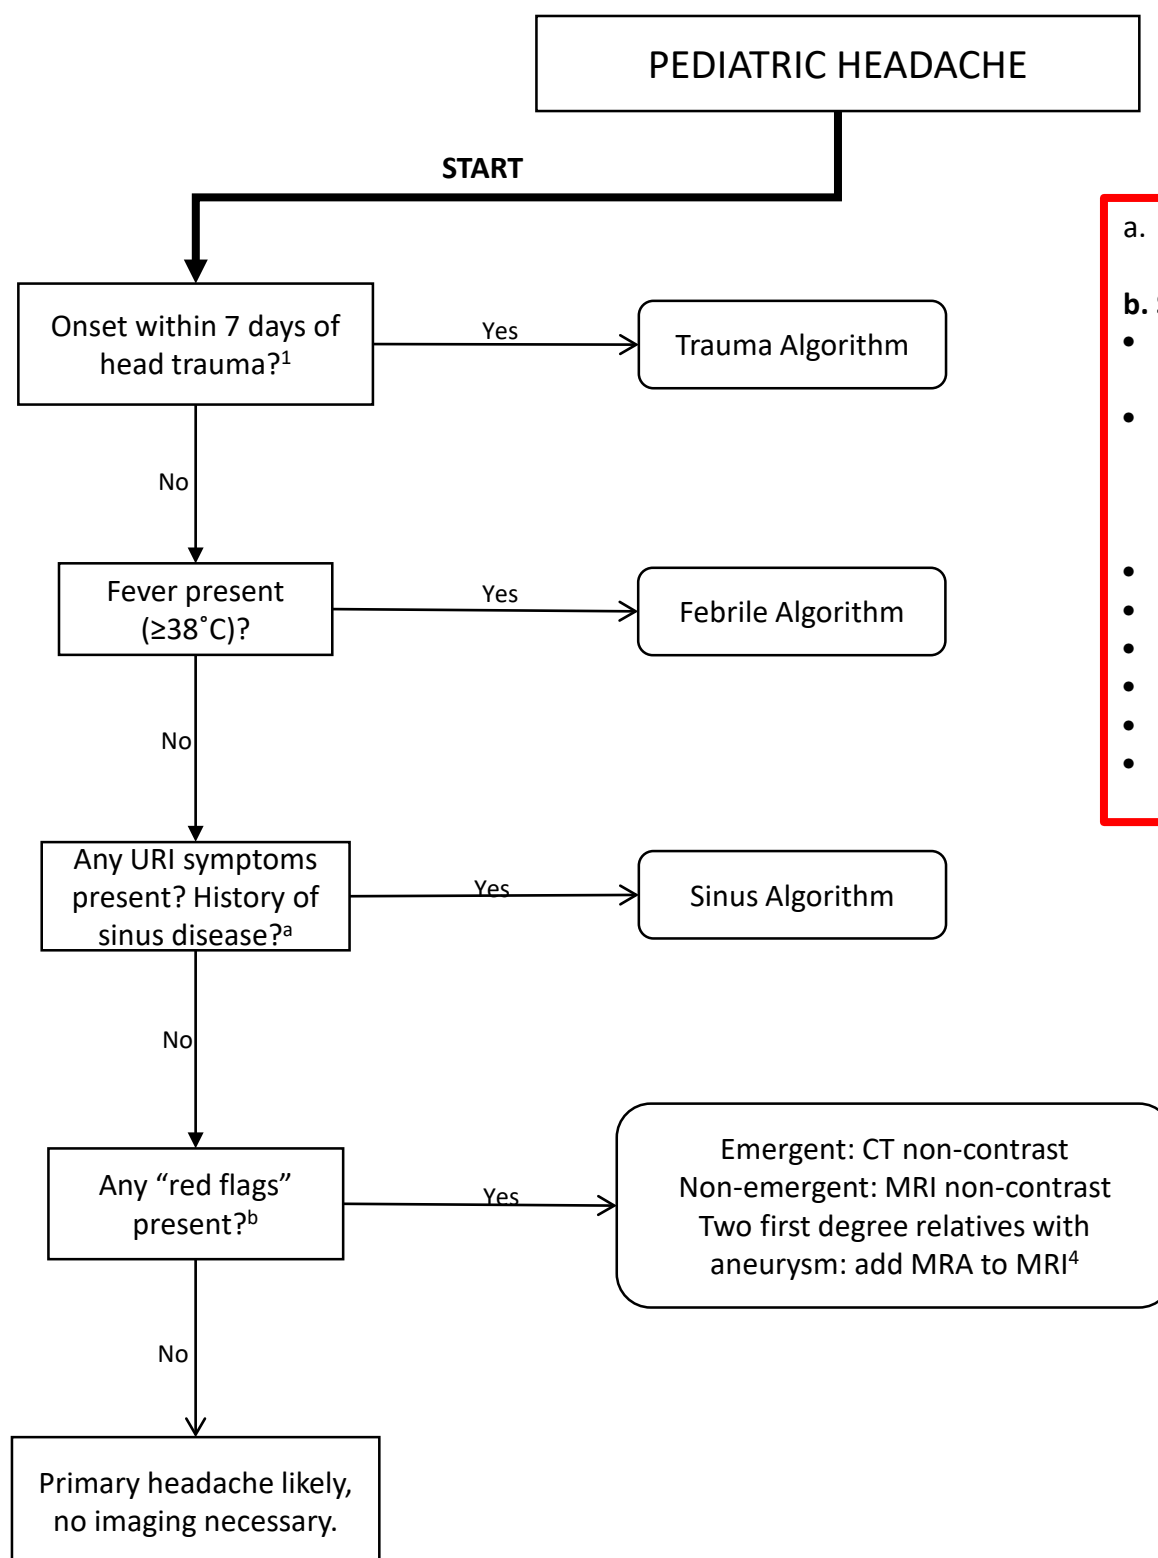 PEDIATRIC HEADACHE
START
a.
b.
Onset within 7 days of
head trauma?¹
Yes
Trauma Algorithm
No
Fever present
(≥38˚C)?
Yes
Febrile Algorithm
No
Any URI symptoms
present? History of
sinus disease?ᵃ
Yes
Sinus Algorithm
No
Any “red flags”
present?ᵇ
Yes
Emergent: CT non-contrast
Non-emergent: MRI non-contrast
Two first degree relatives with
aneurysm: add MRA to MRI⁴
No
Primary headache likely,
no imaging necessary.